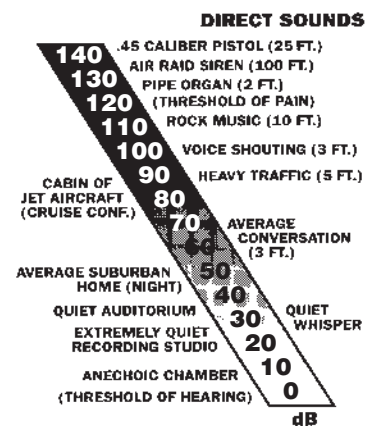 DIRECT SOUNDS
140
.45 CALIBER PISTOL (25 FT.)
130
AIR RAID SIREN (100 FT.)
120
PIPE ORGAN (2 FT.)
(THRESHOLD OF PAIN)
110
ROCK MUSIC (10 FT.)
100
VOICE SHOUTING (3 FT.)
90
HEAVY TRAFFIC (5 FT.)
CABIN OF
JET AIRCRAFT
(CRUISE CONF.)
80
70
AVERAGE
CONVERSATION
(3 FT.)
60
50
AVERAGE SUBURBAN
HOME (NIGHT)
40
QUIET AUDITORIUM
30
QUIET
WHISPER
EXTREMELY QUIET
RECORDING STUDIO
20
10
ANECHOIC CHAMBER
0
(THRESHOLD OF HEARING)
dB